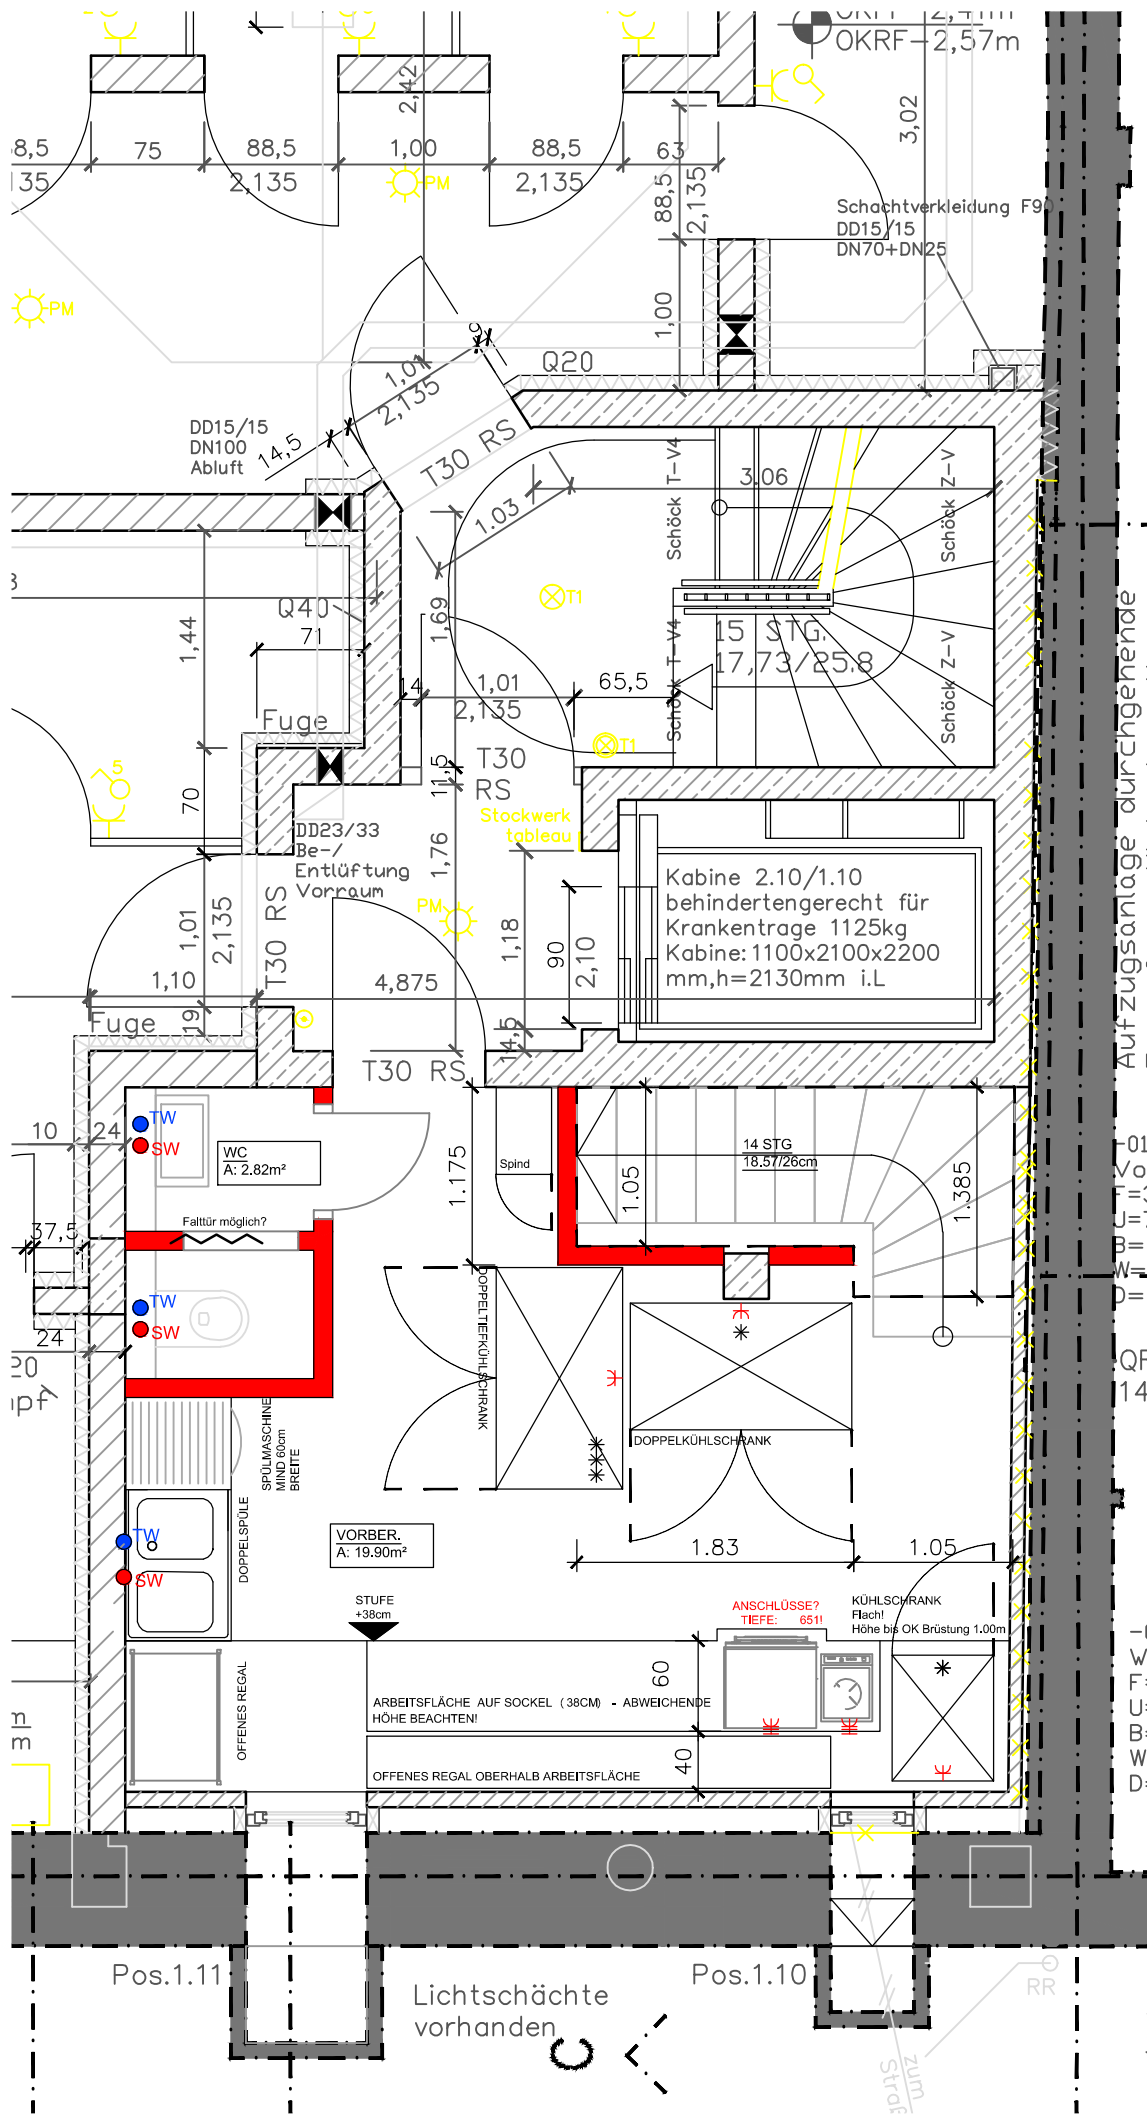 OKRF-2,57m
2,42
3,02
75
88,5
1,00
88,5
63
2,135
2,135
88,5
2,135
PM
PM
Schachtverkleidung F90
DD15/15
DN70+DN25
1,00
9
Q20
1,01
2,135
DD15/15
DN100
Abluft
14,5
T30 RS
1.03
3.06
Schöck T-V4
Schöck Z-V
T1
1,44
Q40
71
1,69
15 STG.
17,73/25.8
Schöck T-V4
Schöck Z-V
14
1,01
2,135
65,5
Fuge
T1
T30
RS
11,5
5
70
Stockwerk
tableau
DD23/33
Be-/
Entlüftung
Vorraum
1,76
Kabine 2.10/1.10
behindertengerecht für
Krankentrage 1125kg
Kabine: 1100x2100x2200
mm,h=2130mm i.L
Aufzugsanlage durchgehende
PM
1,01
2,135
T30 RS
1,18
90
2,10
1,10
4,875
Fuge
19
14,5
T30 RS
TW
SW
10
24
WC
A: 2.82m²
1.175
Spind
1.05
14 STG
18.57/26cm
1.385
Falttür möglich?
37,5
TW
SW
24
20
DOPPELTIEFKÜHLSCHRANK
DOPPELKÜHLSCHRANK
SPÜLMASCHINE
MIND 60cm
BREITE
DOPPELSPÜLE
TW
SW
VORBER.
A: 19.90m²
1.83
1.05
STUFE
+38cm
ANSCHLÜSSE?
TIEFE: 651!
KÜHLSCHRANK
Flach!
Höhe bis OK Brüstung 1.00m
OFFENES REGAL
60
ARBEITSFLÄCHE AUF SOCKEL (38CM) - ABWEICHENDE
HÖHE BEACHTEN!
40
OFFENES REGAL OBERHALB ARBEITSFLÄCHE
Pos.1.11
Pos.1.10
Lichtschächte
vorhanden
RR
C
zum